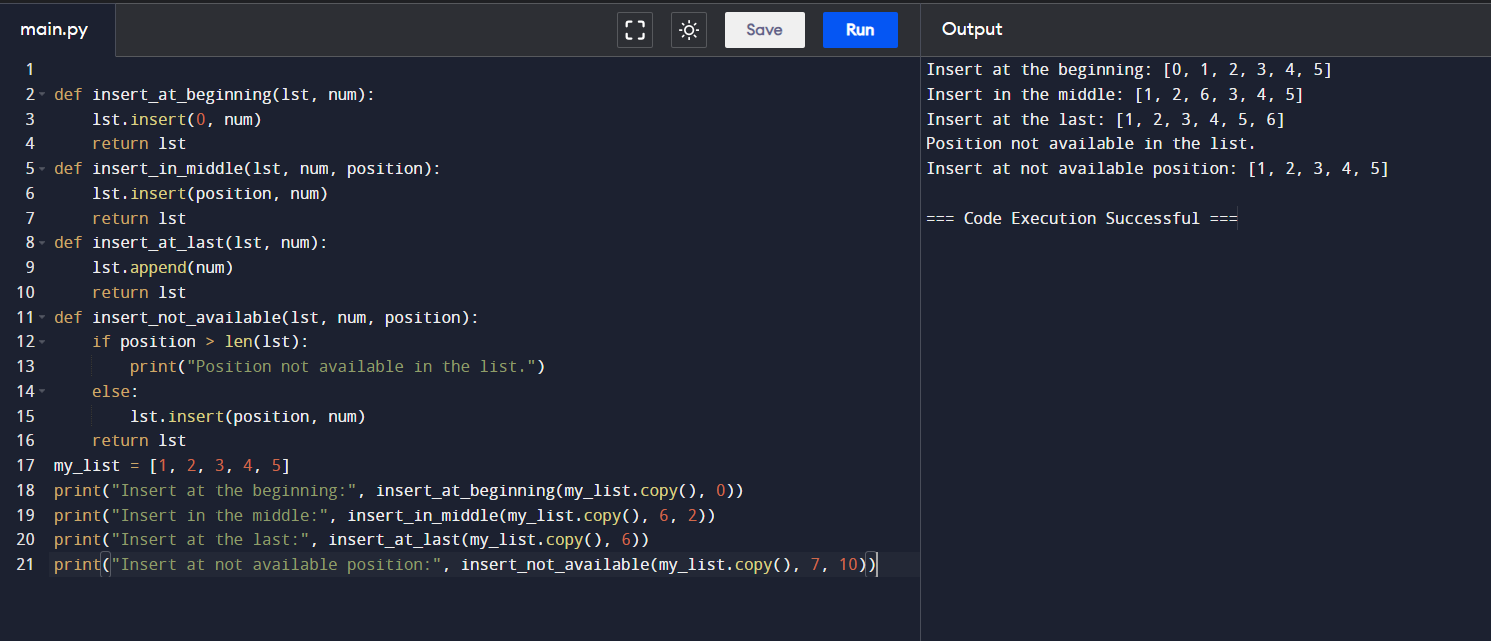 main.py
Save
Run
Output
1
2 def insert_at_beginning(lst, num):
3     lst.insert(0, num)
4     return lst
5 def insert_in_middle(lst, num, position):
6     lst.insert(position, num)
7     return lst
8 def insert_at_last(lst, num):
9     lst.append(num)
10     return lst
11 def insert_not_available(lst, num, position):
12     if position > len(lst):
13         print("Position not available in the list.")
14     else:
15         lst.insert(position, num)
16     return lst
17 my_list = [1, 2, 3, 4, 5]
18 print("Insert at the beginning:", insert_at_beginning(my_list.copy(), 0))
19 print("Insert in the middle:", insert_in_middle(my_list.copy(), 6, 2))
20 print("Insert at the last:", insert_at_last(my_list.copy(), 6))
21 print("Insert at not available position:", insert_not_available(my_list.copy(), 7, 10))
Insert at the beginning: [0, 1, 2, 3, 4, 5]
Insert in the middle: [1, 2, 6, 3, 4, 5]
Insert at the last: [1, 2, 3, 4, 5, 6]
Position not available in the list.
Insert at not available position: [1, 2, 3, 4, 5]
=== Code Execution Successful ===